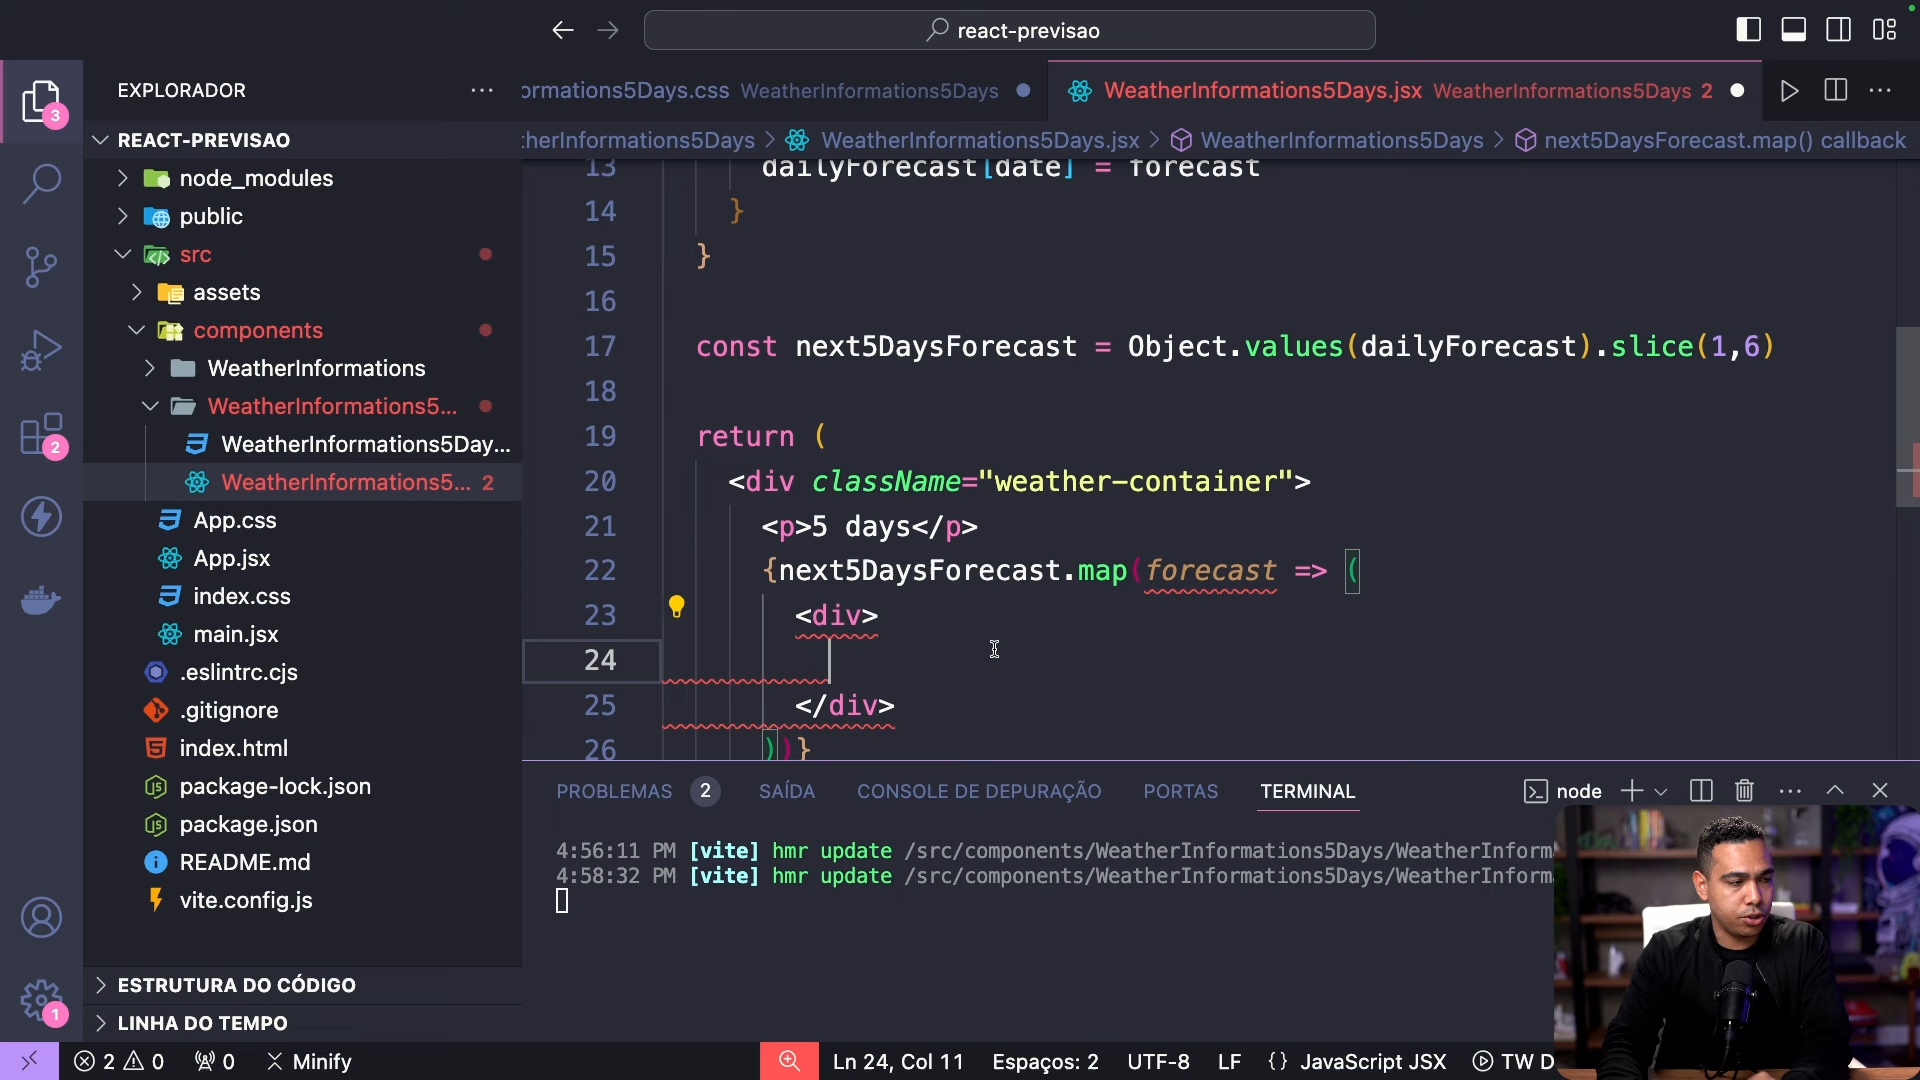 react-previsao
EXPLORADOR
ormations5Days.css WeatherInformations5Days
WeatherInformations5Days.jsx WeatherInformations5Days 2
therInformations5Days > WeatherInformations5Days.jsx > WeatherInformations5Days > next5DaysForecast.map() callback
3
REACT-PREVISAO
node_modules
public
src
assets
components
WeatherInformations
WeatherInformations5...
WeatherInformations5Day...
WeatherInformations5... 2
App.css
App.jsx
index.css
main.jsx
.eslintrc.cjs
.gitignore
index.html
package-lock.json
package.json
README.md
vite.config.js
2
ESTRUTURA DO CÓDIGO
LINHA DO TEMPO
1
13 dailyForecast[date] = forecast
14 }
15 }
16
17 const next5DaysForecast = Object.values(dailyForecast).slice(1,6)
18
19 return (
20 <div className="weather-container">
21 <p>5 days</p>
22 {next5DaysForecast.map(forecast => (
23 <div>
24
25 </div>
26 ))}
PROBLEMAS 2 SAÍDA CONSOLE DE DEPURAÇÃO PORTAS TERMINAL
node
4:56:11 PM [vite] hmr update /src/components/WeatherInformations5Days/WeatherInform
4:58:32 PM [vite] hmr update /src/components/WeatherInformations5Days/WeatherInform
2 0 0 Minify
Ln 24, Col 11 Espaços: 2 UTF-8 LF {} JavaScript JSX TW D